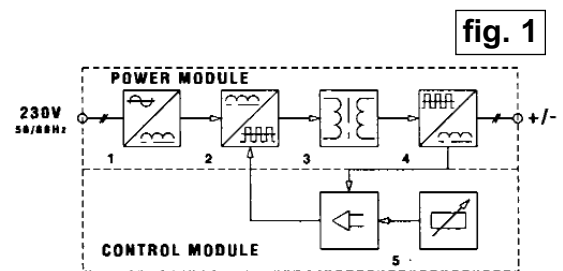 fig. 1
POWER MODULE
230V
50/60Hz
+/-
1
2
3
4
CONTROL MODULE
5